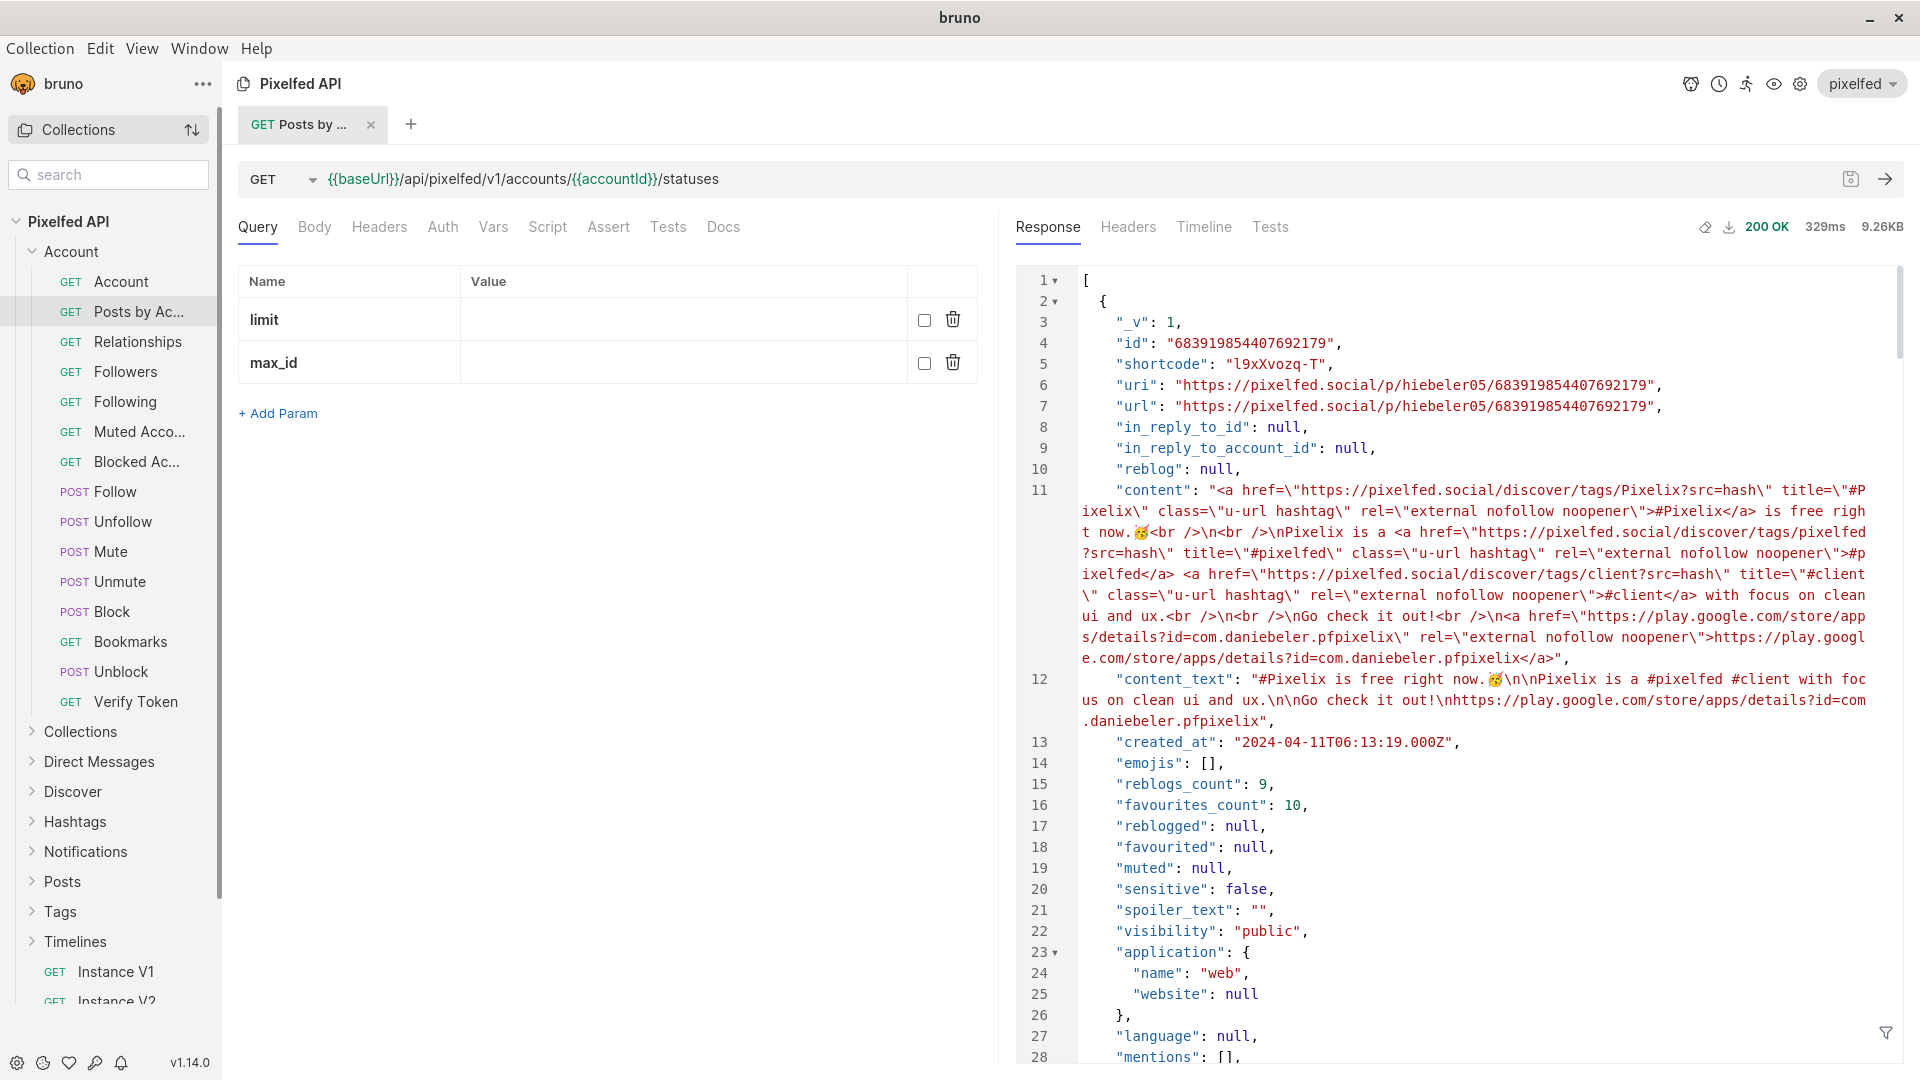 bruno
Collection Edit View Window Help
bruno
Pixelfed API
pixelfed
Collections
GET Posts by ...
search
GET {{baseUrl}}/api/pixelfed/v1/accounts/{{accountId}}/statuses
Pixelfed API
Account
GET Account
GET Posts by Ac...
GET Relationships
GET Followers
GET Following
GET Muted Acco...
GET Blocked Ac...
POST Follow
POST Unfollow
POST Mute
POST Unmute
POST Block
GET Bookmarks
POST Unblock
GET Verify Token
Collections
Direct Messages
Discover
Hashtags
Notifications
Posts
Tags
Timelines
GET Instance V1
GET Instance V2
v1.14.0
Query Body Headers Auth Vars Script Assert Tests Docs
Name Value
limit
max_id
+ Add Param
Response Headers Timeline Tests 200 OK 329ms 9.26KB
1 [
2 {
3 "_v": 1,
4 "id": "683919854407692179",
5 "shortcode": "l9xXvozq-T",
6 "uri": "https://pixelfed.social/p/hiebeler05/683919854407692179",
7 "url": "https://pixelfed.social/p/hiebeler05/683919854407692179",
8 "in_reply_to_id": null,
9 "in_reply_to_account_id": null,
10 "reblog": null,
11 "content": "<a href=\"https://pixelfed.social/discover/tags/Pixelix?src=hash\" title=\"#P
ixelix\" class=\"u-url hashtag\" rel=\"external nofollow noopener\">#Pixelix</a> is free righ
t now.🥳<br />\n<br />\nPixelix is a <a href=\"https://pixelfed.social/discover/tags/pixelfed
?src=hash\" title=\"#pixelfed\" class=\"u-url hashtag\" rel=\"external nofollow noopener\">#p
ixelfed</a> <a href=\"https://pixelfed.social/discover/tags/client?src=hash\" title=\"#client
\" class=\"u-url hashtag\" rel=\"external nofollow noopener\">#client</a> with focus on clean
ui and ux.<br />\n<br />\nGo check it out!<br />\n<a href=\"https://play.google.com/store/app
s/details?id=com.daniebeler.pfpixelix\" rel=\"external nofollow noopener\">https://play.googl
e.com/store/apps/details?id=com.daniebeler.pfpixelix</a>",
12 "content_text": "#Pixelix is free right now.🥳\n\nPixelix is a #pixelfed #client with foc
us on clean ui and ux.\n\nGo check it out!\nhttps://play.google.com/store/apps/details?id=com
.daniebeler.pfpixelix",
13 "created_at": "2024-04-11T06:13:19.000Z",
14 "emojis": [],
15 "reblogs_count": 9,
16 "favourites_count": 10,
17 "reblogged": null,
18 "favourited": null,
19 "muted": null,
20 "sensitive": false,
21 "spoiler_text": "",
22 "visibility": "public",
23 "application": {
24 "name": "web",
25 "website": null
26 },
27 "language": null,
28 "mentions": [],